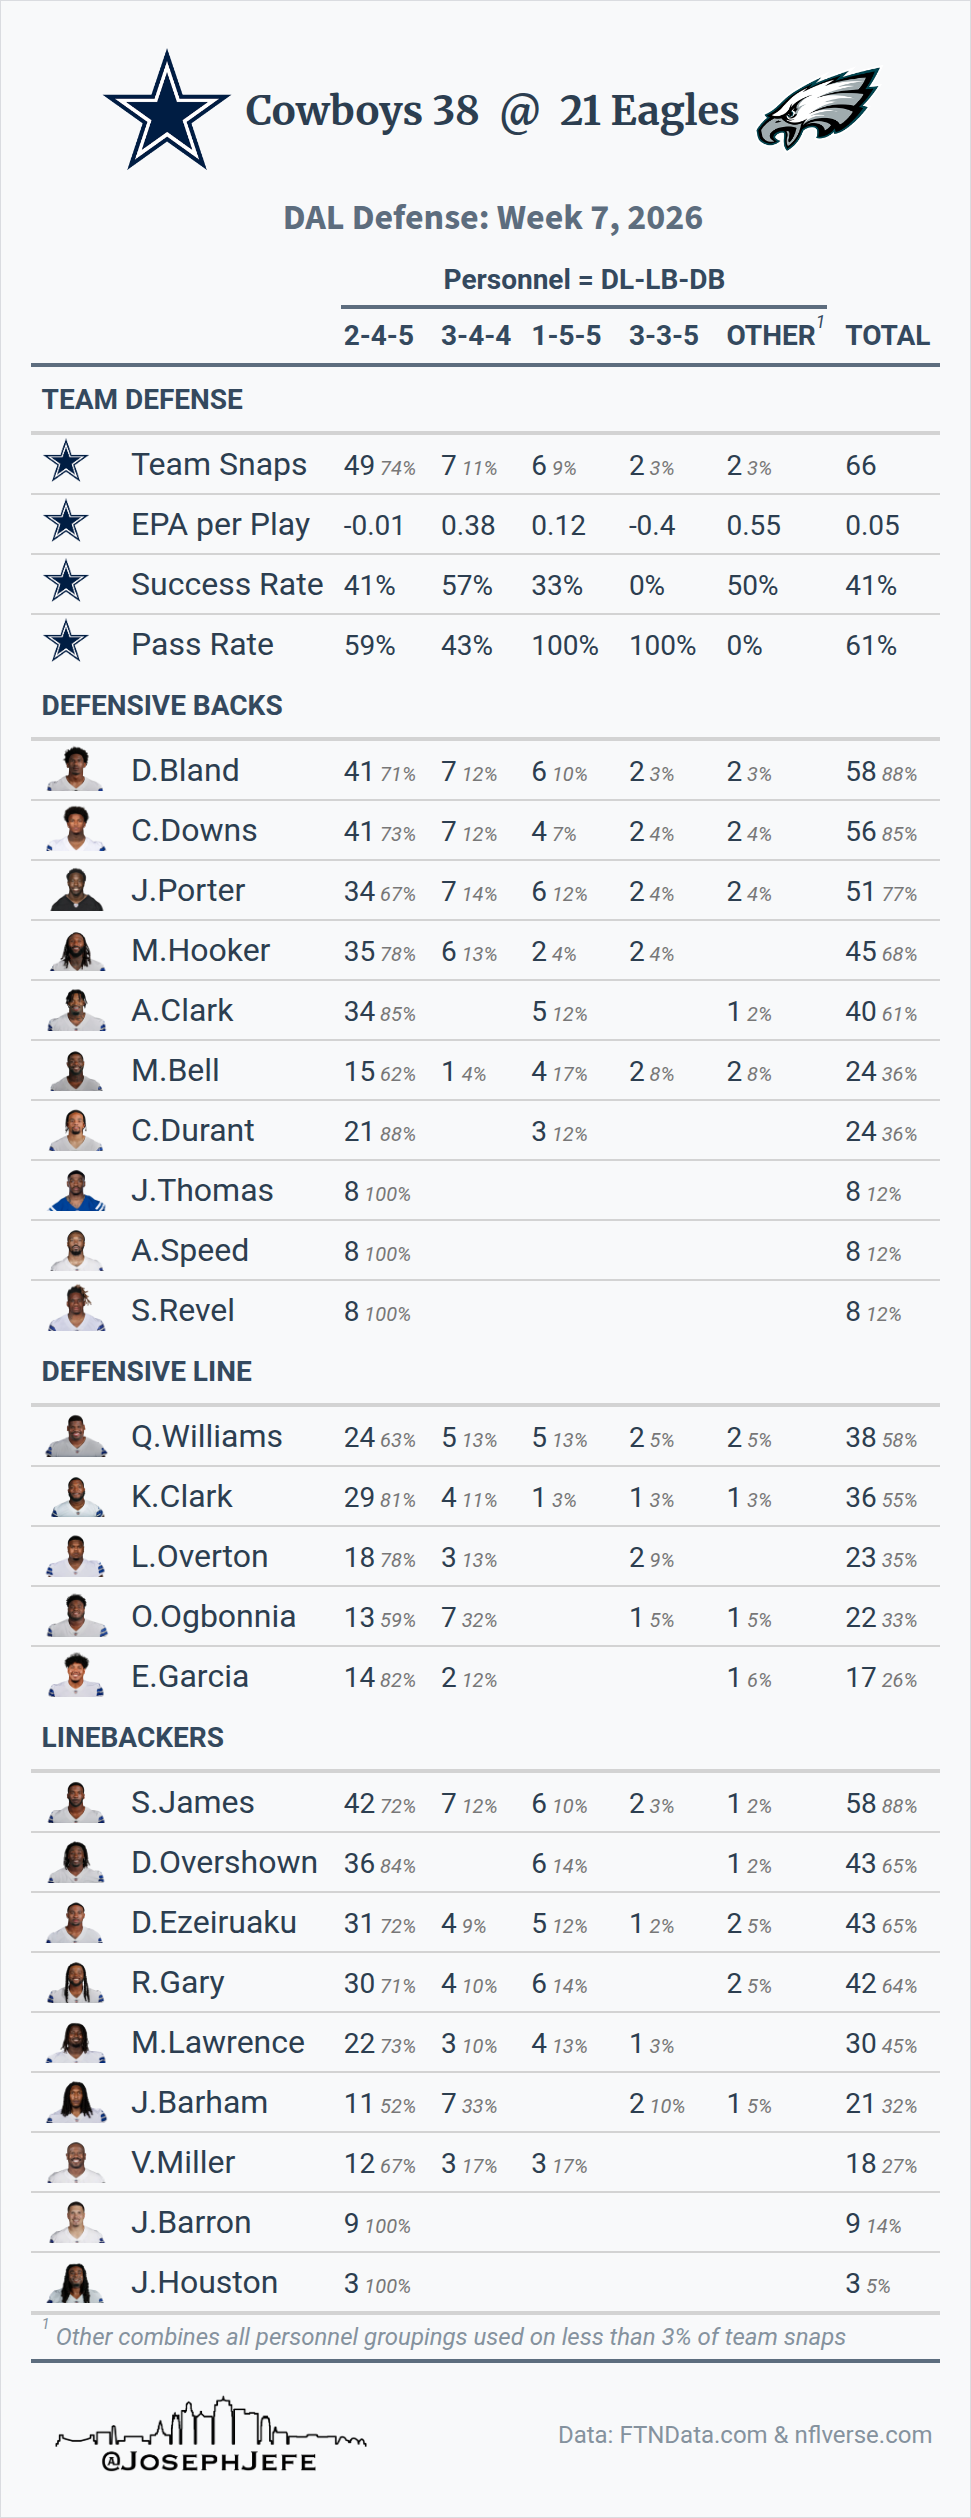 Cowboys 38 @ 21 Eagles
DAL Defense: Week 7, 2026
Personnel = DL-LB-DB
2-4-5 3-4-4 1-5-5 3-3-5 OTHER1 TOTAL
TEAM DEFENSE
Team Snaps 49 74% 7 11% 6 9% 2 3% 2 3% 66
EPA per Play -0.01 0.38 0.12 -0.4 0.55 0.05
Success Rate 41% 57% 33% 0% 50% 41%
Pass Rate 59% 43% 100% 100% 0% 61%
DEFENSIVE BACKS
D.Bland 41 71% 7 12% 6 10% 2 3% 2 3% 58 88%
C.Downs 41 73% 7 12% 4 7% 2 4% 2 4% 56 85%
J.Porter 34 67% 7 14% 6 12% 2 4% 2 4% 51 77%
M.Hooker 35 78% 6 13% 2 4% 2 4% 45 68%
A.Clark 34 85% 5 12% 1 2% 40 61%
M.Bell 15 62% 1 4% 4 17% 2 8% 2 8% 24 36%
C.Durant 21 88% 3 12% 24 36%
J.Thomas 8 100% 8 12%
A.Speed 8 100% 8 12%
S.Revel 8 100% 8 12%
DEFENSIVE LINE
Q.Williams 24 63% 5 13% 5 13% 2 5% 2 5% 38 58%
K.Clark 29 81% 4 11% 1 3% 1 3% 1 3% 36 55%
L.Overton 18 78% 3 13% 2 9% 23 35%
O.Ogbonnia 13 59% 7 32% 1 5% 1 5% 22 33%
E.Garcia 14 82% 2 12% 1 6% 17 26%
LINEBACKERS
S.James 42 72% 7 12% 6 10% 2 3% 1 2% 58 88%
D.Overshown 36 84% 6 14% 1 2% 43 65%
D.Ezeiruaku 31 72% 4 9% 5 12% 1 2% 2 5% 43 65%
R.Gary 30 71% 4 10% 6 14% 2 5% 42 64%
M.Lawrence 22 73% 3 10% 4 13% 1 3% 30 45%
J.Barham 11 52% 7 33% 2 10% 1 5% 21 32%
V.Miller 12 67% 3 17% 3 17% 18 27%
J.Barron 9 100% 9 14%
J.Houston 3 100% 3 5%
1 Other combines all personnel groupings used on less than 3% of team snaps
@JOSEPHJEFE
Data: FTNData.com & nflverse.com